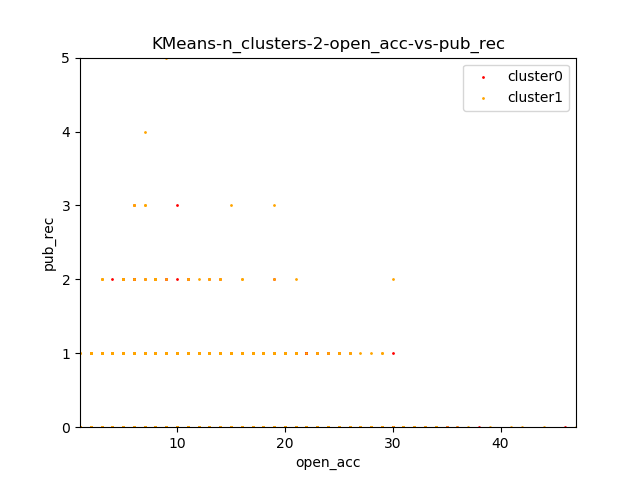 KMeans-n_clusters-2-open_acc-vs-pub_rec
cluster0
cluster1
5
4
3
2
1
0
pub_rec
10 20 30 40
open_acc